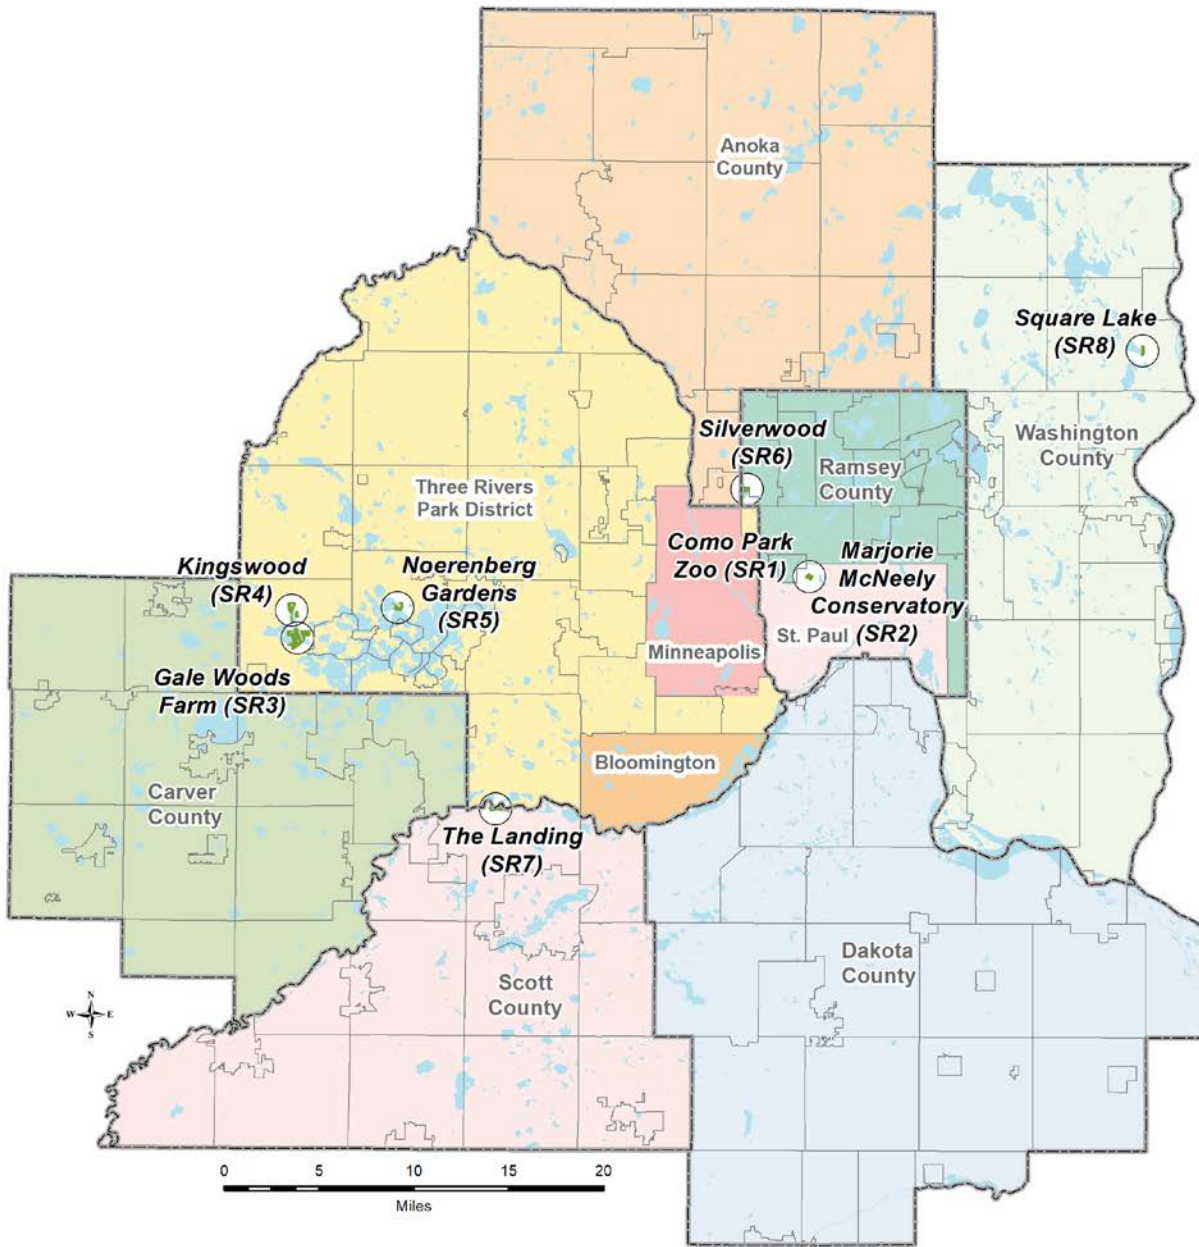 Anoka
County
Square Lake
(SR8)
Silverwood
(SR6)
Washington
County
Ramsey
County
Three Rivers
Park District
Como Park
Zoo (SR1)
Marjorie
McNeely
Conservatory
(SR2)
Kingswood
(SR4)
Noerenberg
Gardens
(SR5)
St. Paul
Minneapolis
Gale Woods
Farm (SR3)
Bloomington
Carver
County
The Landing
(SR7)
Dakota
County
Scott
County
N
W E
S
0 5 10 15 20
Miles